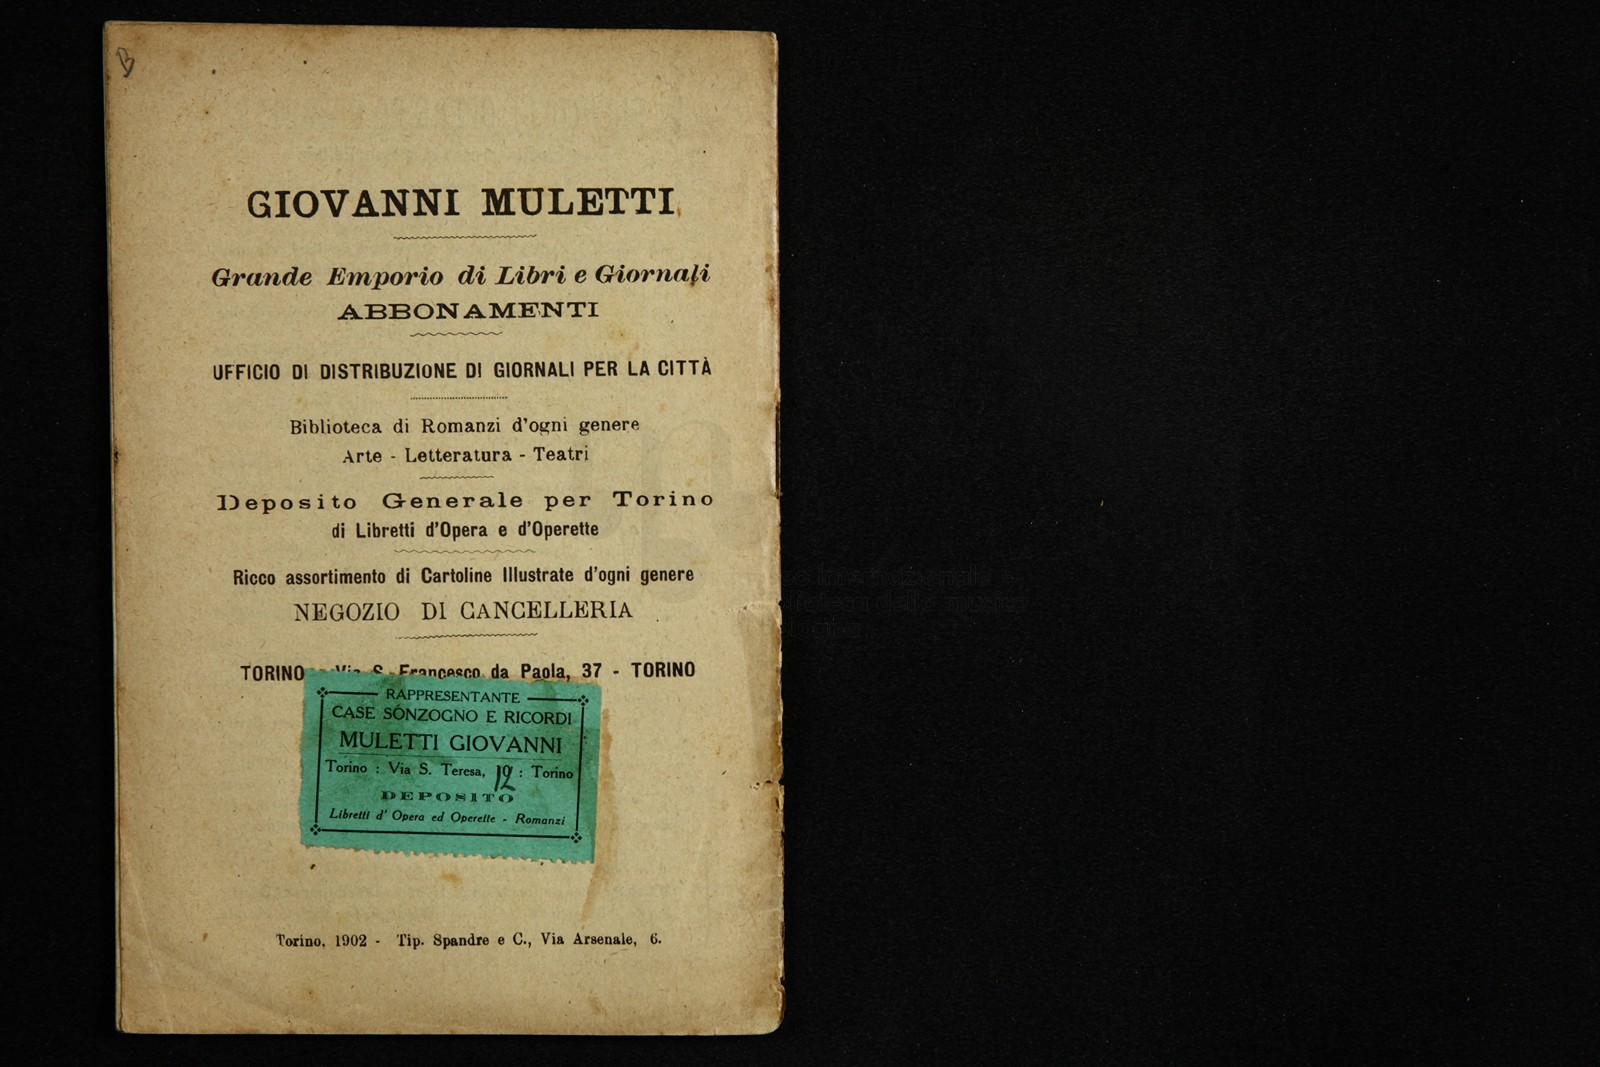 B
GIOVANNI MULETTI
Grande Emporio di Libri e Giornali
ABBONAMENTI
UFFICIO DI DISTRIBUZIONE DI GIORNALI PER LA CITTÀ
Biblioteca di Romanzi d'ogni genere
Arte - Letteratura - Teatri
Deposito Generale per Torino
di Libretti d'Opera e d'Operette
Ricco assortimento di Cartoline Illustrate d'ogni genere
NEGOZIO DI CANCELLERIA
TORINO - Via S. Francesco da Paola, 37 - TORINO
RAPPRESENTANTE
CASE SONZOGNO E RICORDI
MULETTI GIOVANNI
Torino : Via S. Teresa, 12 : Torino
DEPOSITO
Libretti d' Opera ed Operette - Romanzi
Torino, 1902 - Tip. Spandre e C., Via Arsenale, 6.